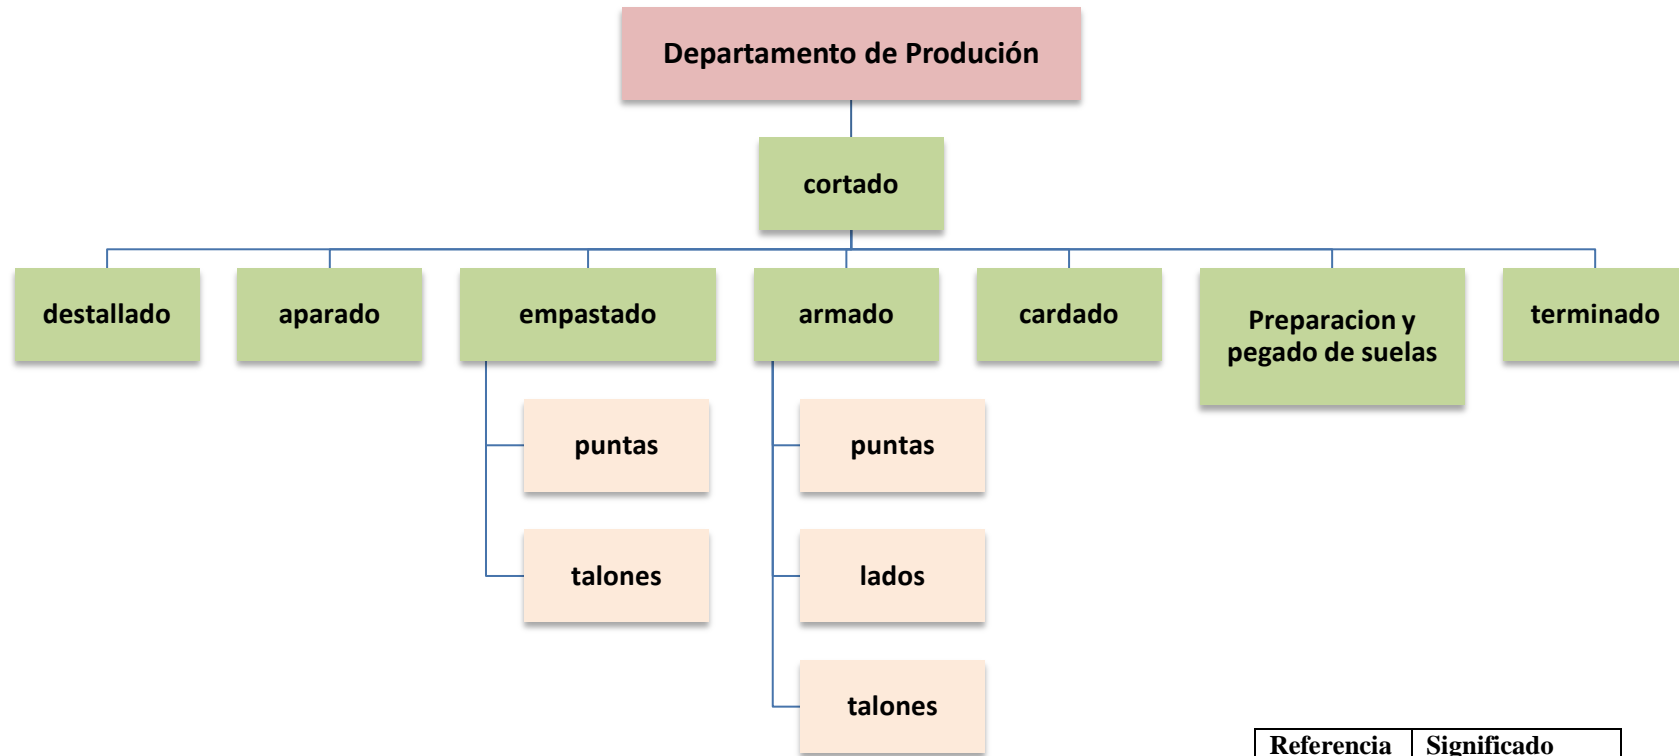 Departamento de Produción
cortado
destallado
aparado
empastado
armado
cardado
Preparacion y
pegado de suelas
terminado
puntas
talones
puntas
lados
talones
Referencia Significado